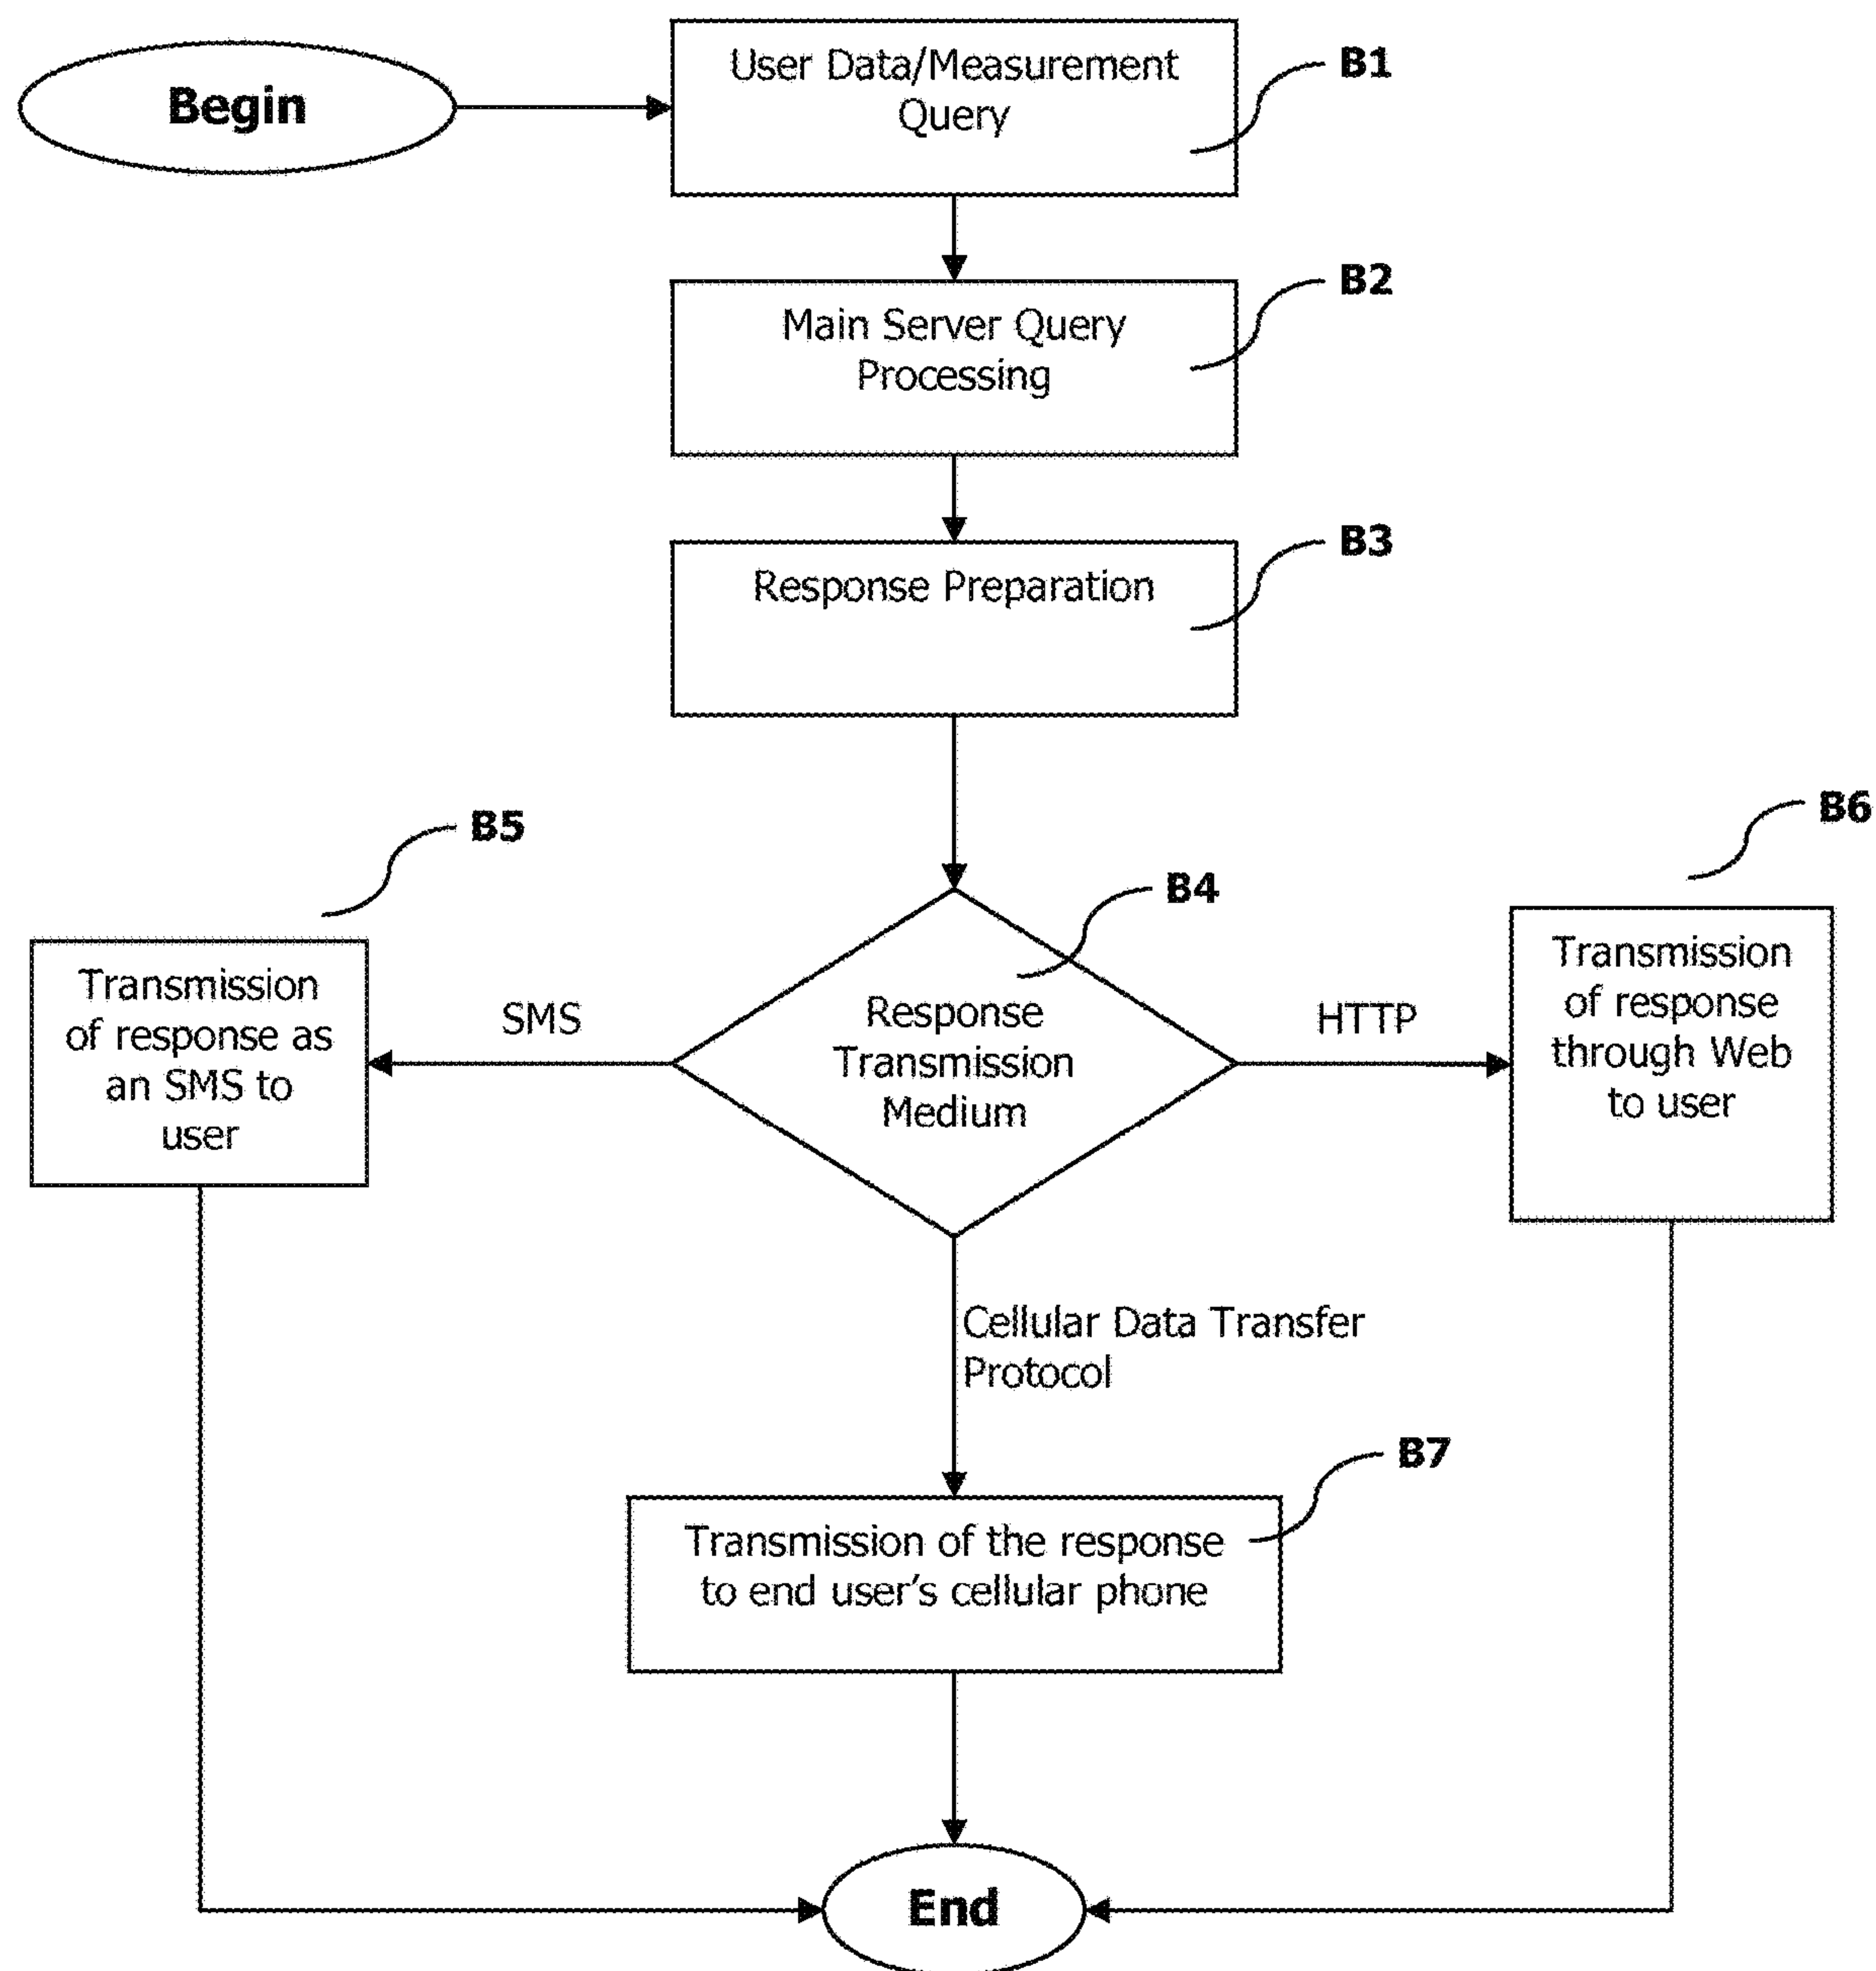 Begin
User Data/Measurement
Query
B1
Main Server Query
Processing
B2
Response Preparation
B3
Response
Transmission
Medium
B4
SMS
Transmission
of response as
an SMS to
user
B5
HTTP
Transmission
of response
through Web
to user
B6
Cellular Data Transfer
Protocol
Transmission of the response
to end user's cellular phone
B7
End